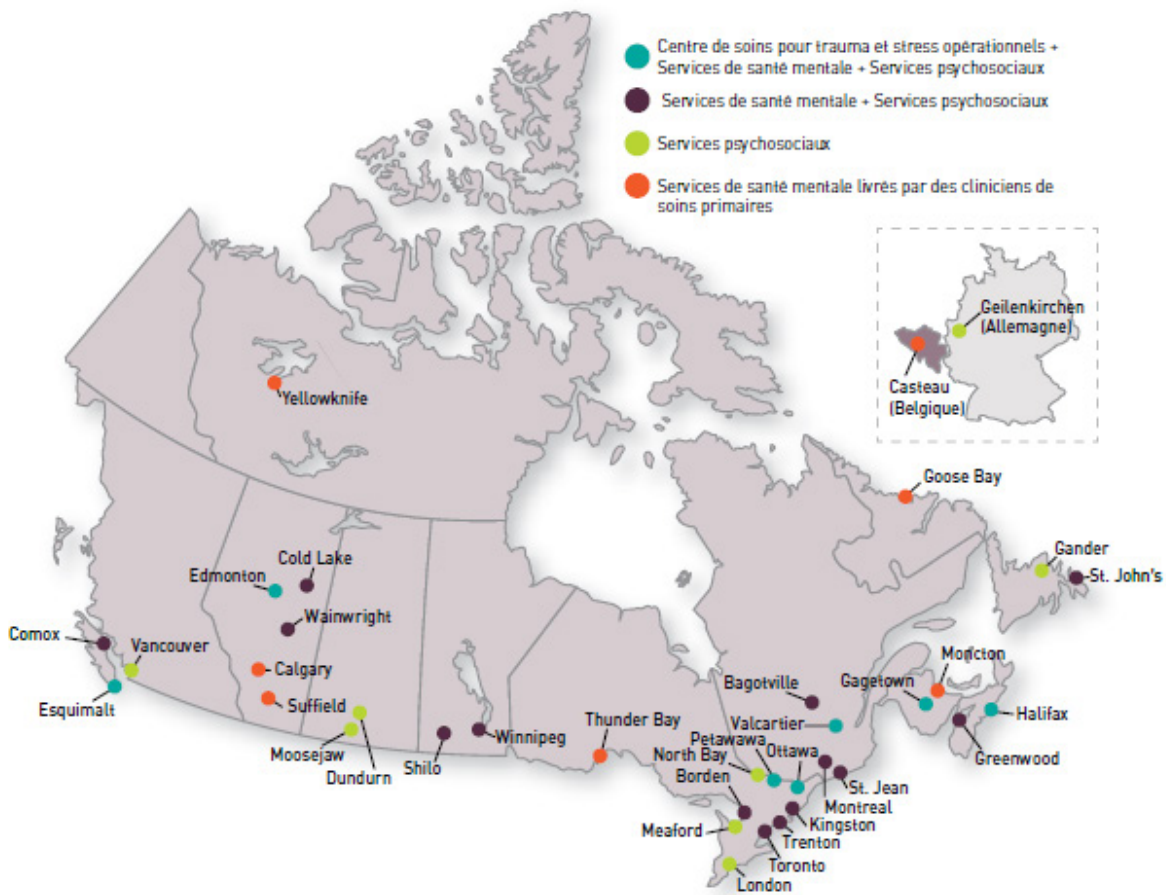 Centre de soins pour trauma et stress opérationnels +
Services de santé mentale + Services psychosociaux
Services de santé mentale + Services psychosociaux
Services psychosociaux
Services de santé mentale livrés par des cliniciens de
soins primaires
Geilenkirchen
(Allemagne)
Casteau
(Belgique)
Yellowknife
Goose Bay
Gander
St. John's
Cold Lake
Edmonton
Wainwright
Comox
Vancouver
Calgary
Esquimalt
Suffield
Moosejaw
Dundurn
Shilo
Winnipeg
Thunder Bay
Bagotville
Moncton
Gagetown
Halifax
Valcartier
Greenwood
Petawawa
Ottawa
North Bay
Borden
St. Jean
Montreal
Kingston
Meaford
Trenton
Toronto
London